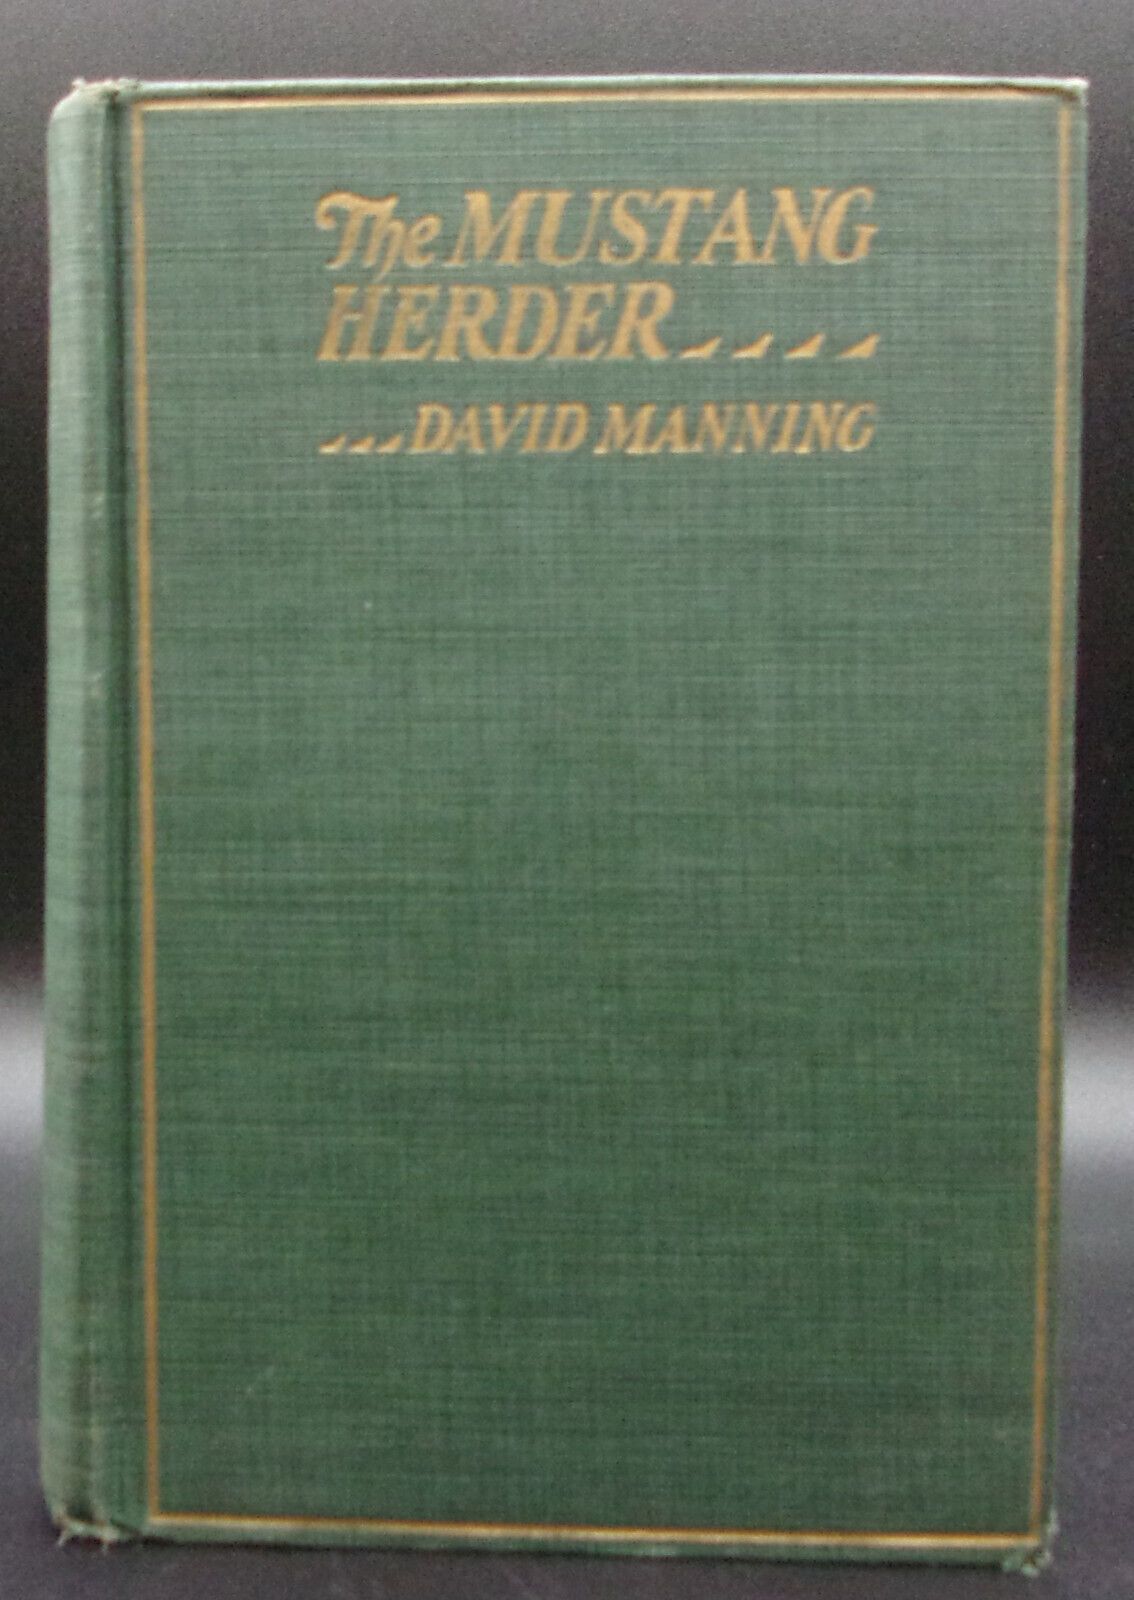 The MUSTANG
HERDER
DAVID MANNING